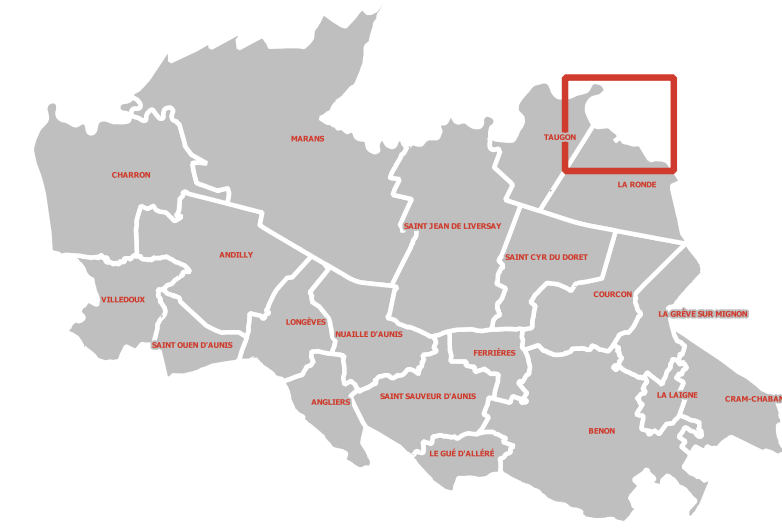 MARANS
TAUGON
CHARRON
LA RONDE
SAINT JEAN DE LIVERSAY
ANDILLY
SAINT CYR DU DORET
VILLEDOUX
COURCON
LA GRÈVE SUR MIGNON
LONGÈVES
NUAILLE D'AUNIS
SAINT OUEN D'AUNIS
FERRIÈRES
ANGLIERS
SAINT SAUVEUR D'AUNIS
LA LAIGNE
CRAM-CHABAN
BENON
LE GUÉ D'ALLÉRÉ